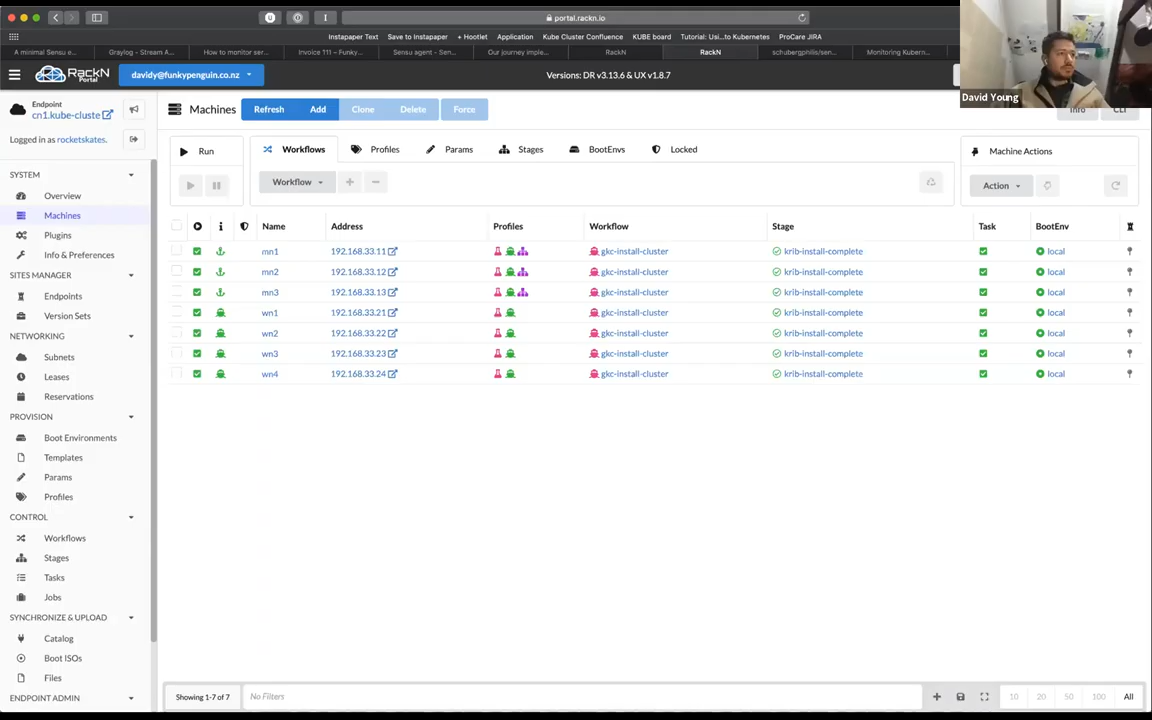 portal.rackn.io
Instapaper Text Save to Instapaper + Hootlet Application Kube Cluster Confluence KUBE board Tutorial: Usi...to Kubernetes ProCare JIRA
A minimal Sensu e... Graylog - Stream A... How to monitor ser... Invoice 111 – Funky... Sensu agent - Sen... Our journey imple... RackN RackN schubergphilis/sen... Monitoring Kubern...
RackN Portal davidy@funkypenguin.co.nz Versions: DR v3.13.6 & UX v1.8.7
David Young
Endpoint
cn1.kube-cluste
Logged in as rocketskates.
Machines Refresh Add Clone Delete Force Info CLI
Run Workflows Profiles Params Stages BootEnvs Locked Machine Actions
Workflow Action
SYSTEM
Overview
Machines
Plugins
Info & Preferences
SITES MANAGER
Endpoints
Version Sets
NETWORKING
Subnets
Leases
Reservations
PROVISION
Boot Environments
Templates
Params
Profiles
CONTROL
Workflows
Stages
Tasks
Jobs
SYNCHRONIZE & UPLOAD
Catalog
Boot ISOs
Files
ENDPOINT ADMIN
Name Address Profiles Workflow Stage Task BootEnv
mn1 192.168.33.11 gkc-install-cluster krib-install-complete local
mn2 192.168.33.12 gkc-install-cluster krib-install-complete local
mn3 192.168.33.13 gkc-install-cluster krib-install-complete local
wn1 192.168.33.21 gkc-install-cluster krib-install-complete local
wn2 192.168.33.22 gkc-install-cluster krib-install-complete local
wn3 192.168.33.23 gkc-install-cluster krib-install-complete local
wn4 192.168.33.24 gkc-install-cluster krib-install-complete local
Showing 1-7 of 7 No Filters 10 20 50 100 All